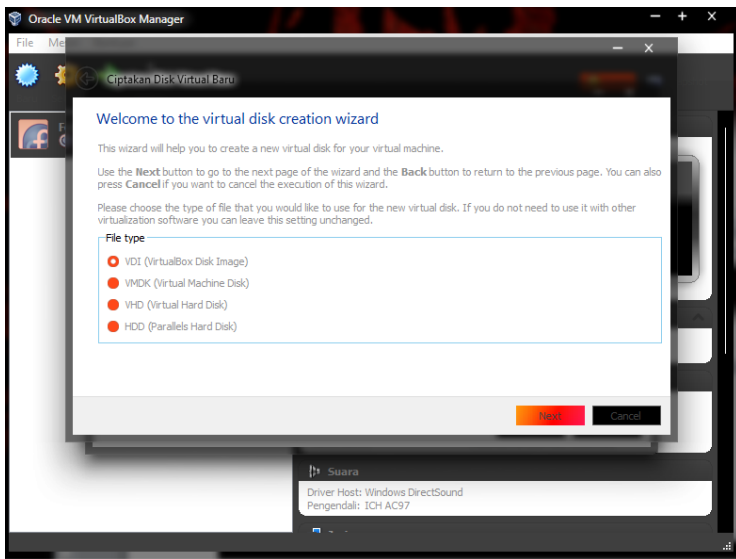 Oracle VM VirtualBox Manager
File Me
Ciptakan Disk Virtual Baru
Welcome to the virtual disk creation wizard
This wizard will help you to create a new virtual disk for your virtual machine.
Use the Next button to go to the next page of the wizard and the Back button to return to the previous page. You can also
press Cancel if you want to cancel the execution of this wizard.
Please choose the type of file that you would like to use for the new virtual disk. If you do not need to use it with other
virtualization software you can leave this setting unchanged.
File type
VDI (VirtualBox Disk Image)
VMDK (Virtual Machine Disk)
VHD (Virtual Hard Disk)
HDD (Parallels Hard Disk)
Next Cancel
Suara
Driver Host: Windows DirectSound
Pengendali: ICH AC97